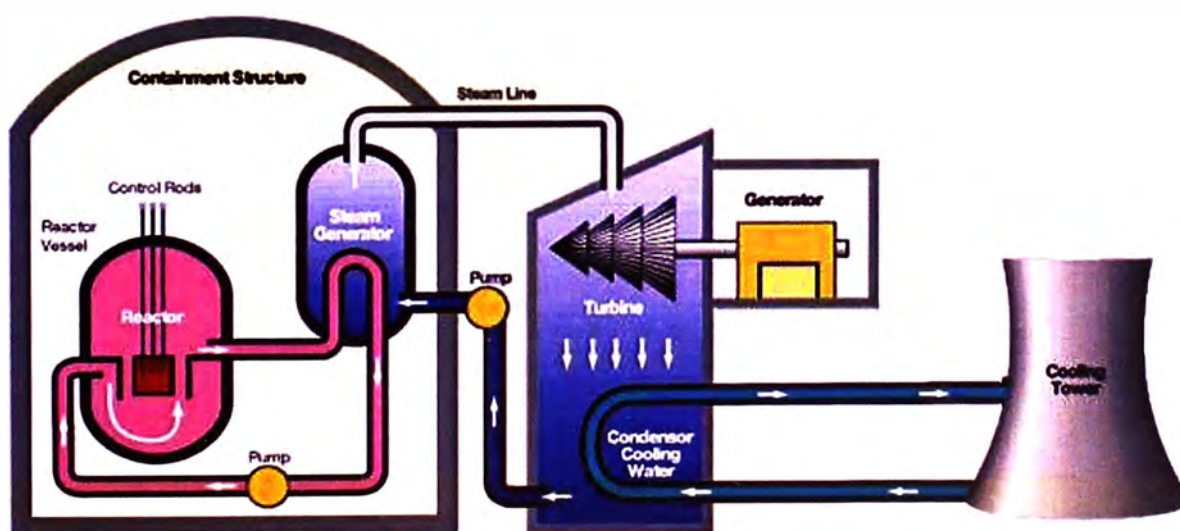 Containment Structure
Steam Line
Control Rods
Reactor
Vessel
Steam
Generator
Generator
Pump
Reactor
Turbine
Cooling
Tower
Condensor
Cooling
Water
Pump